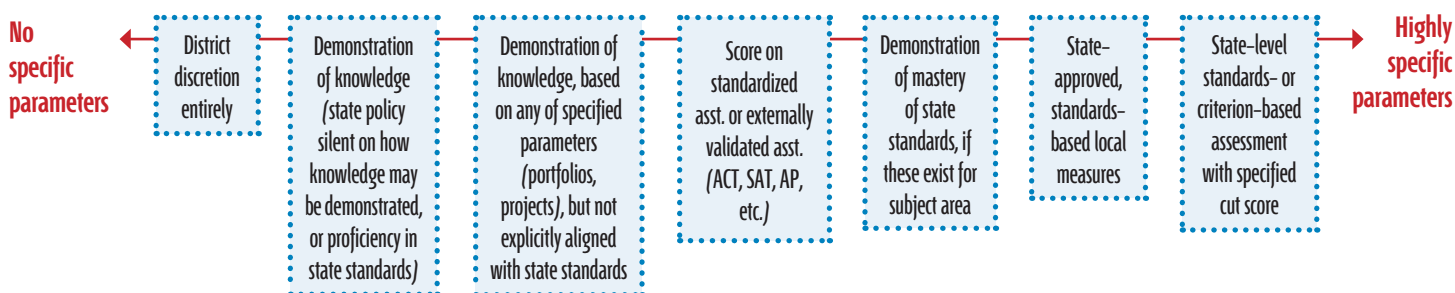 No
specific
parameters
District
discretion
entirely
Demonstration
of knowledge
(state policy
silent on how
knowledge may
be demonstrated,
or proficiency in
state standards)
Demonstration of
knowledge, based
on any of specified
parameters
(portfolios,
projects), but not
explicitly aligned
with state standards
Score on
standardized
asst. or externally
validated asst.
(ACT, SAT, AP,
etc.)
Demonstration
of mastery
of state
standards, if
these exist for
subject area
State-
approved,
standards-
based local
measures
State-level
standards- or
criterion-based
assessment
with specified
cut score
Highly
specific
parameters